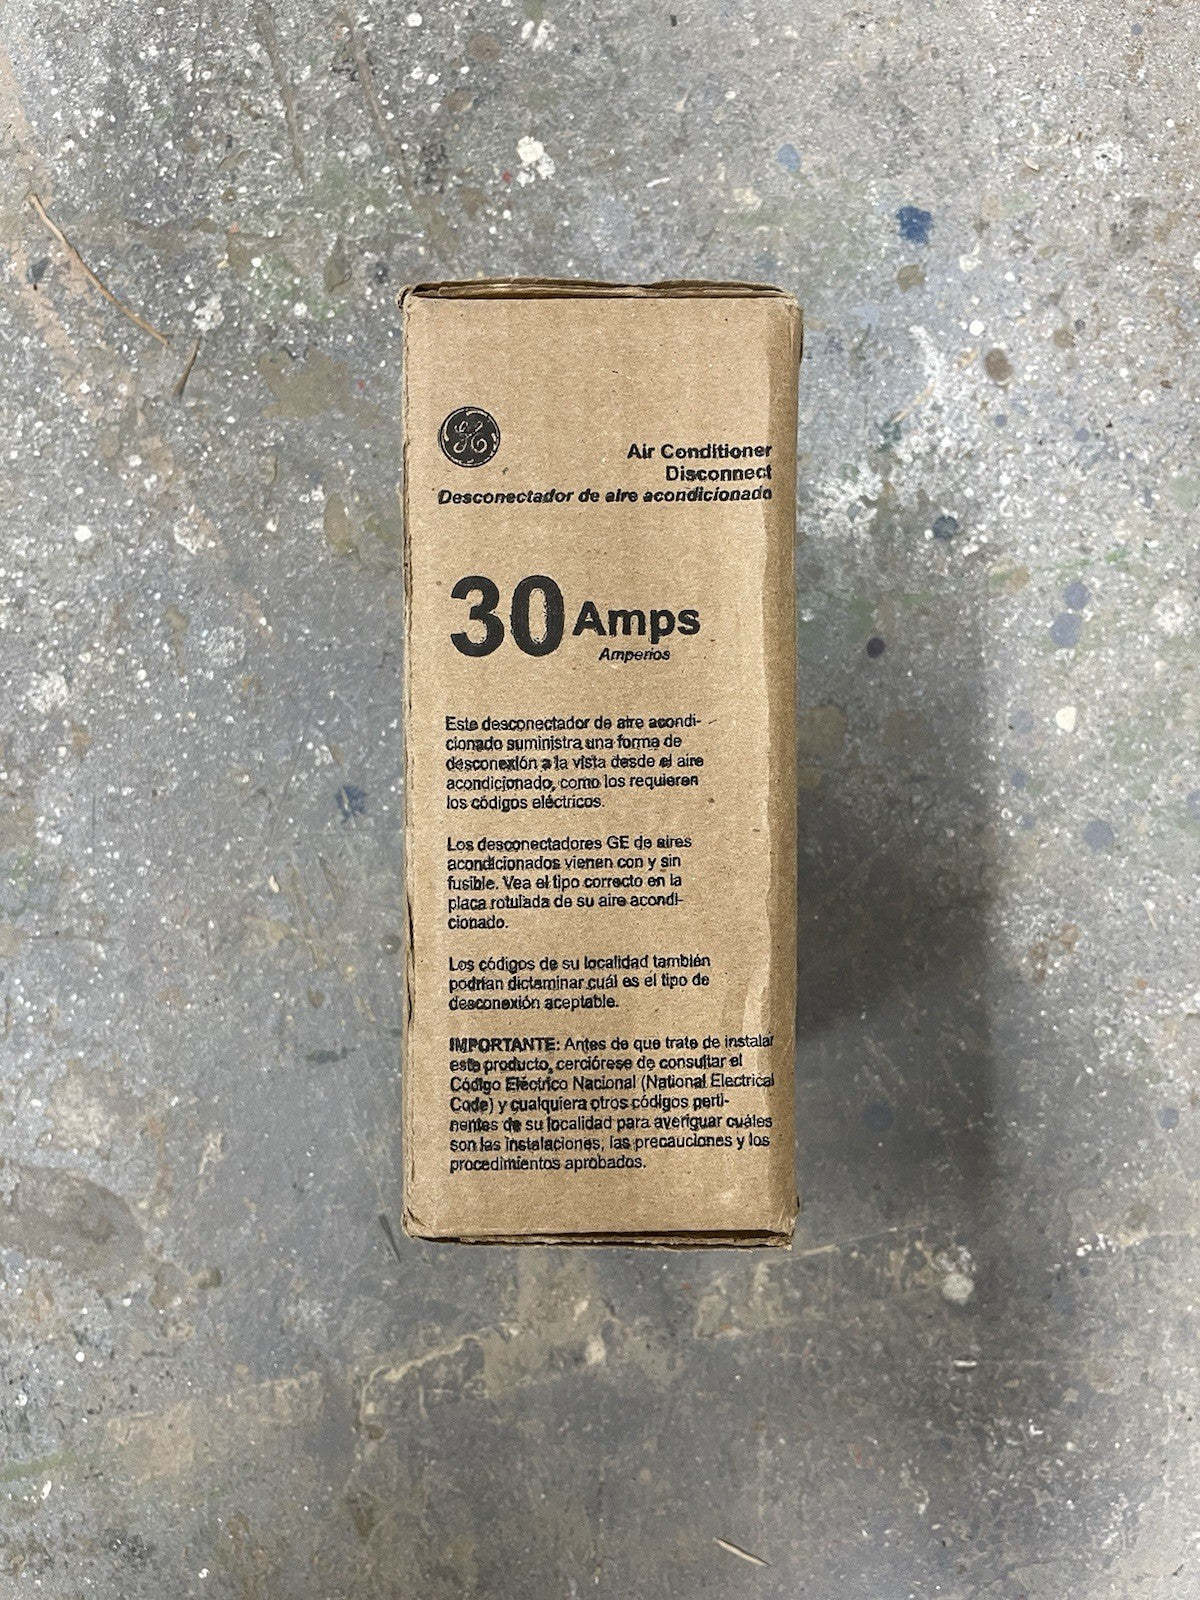 GE
Air Conditioner
Disconnect
Desconectador de aire acondicionado
30 Amps
Amperios
Este desconectador de aire acondi-
cionado suministra una forma de
desconexión a la vista desde el aire
acondicionado, como los requieren
los códigos eléctricos.
Los desconectadores GE de aires
acondicionados vienen con y sin
fusible. Vea el tipo correcto en la
placa rotulada de su aire acondi-
cionado.
Los códigos de su localidad también
podrían dictaminar cuál es el tipo de
desconexión aceptable.
IMPORTANTE: Antes de que trate de instalar
este producto, cerciórese de consultar el
Código Eléctrico Nacional (National Electrical
Code) y cualquiera otros códigos perti-
nentes de su localidad para averiguar cuáles
son las instalaciones, las precauciones y los
procedimientos aprobados.